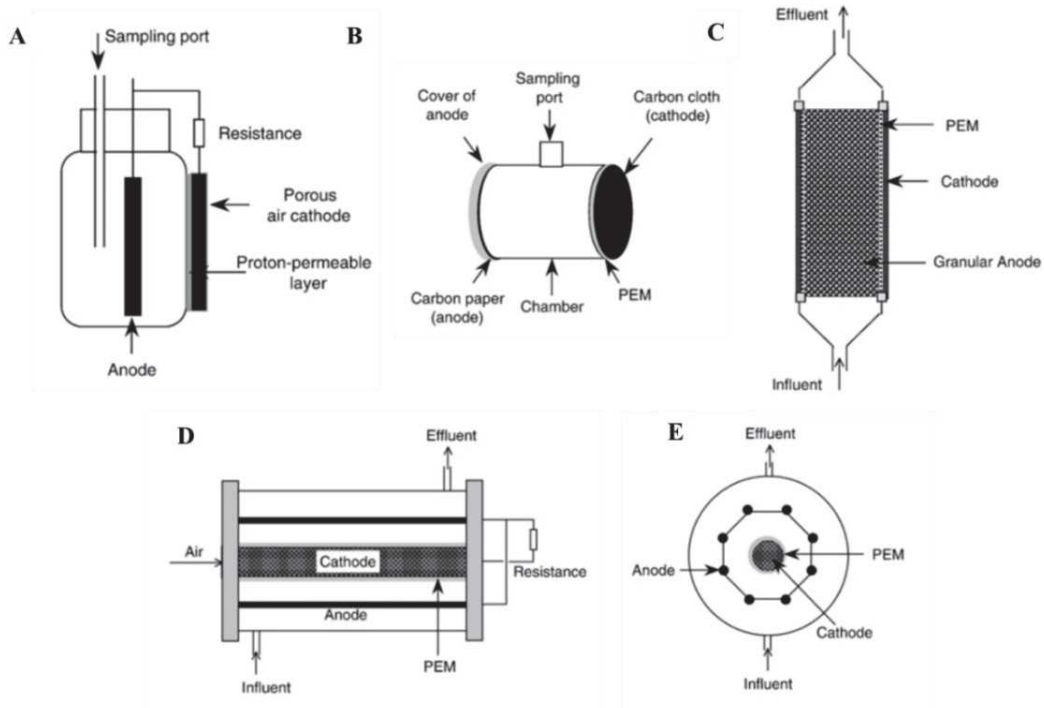 A
Sampling port
Resistance
Porous
air cathode
Proton-permeable
layer
Anode
B
Sampling
port
Cover of
anode
Carbon cloth
(cathode)
Carbon paper
(anode)
Chamber
PEM
C
Effluent
PEM
Cathode
Granular Anode
Influent
D
Effluent
Air
Cathode
Resistance
Anode
PEM
Influent
E
Effluent
Anode
PEM
Cathode
Influent